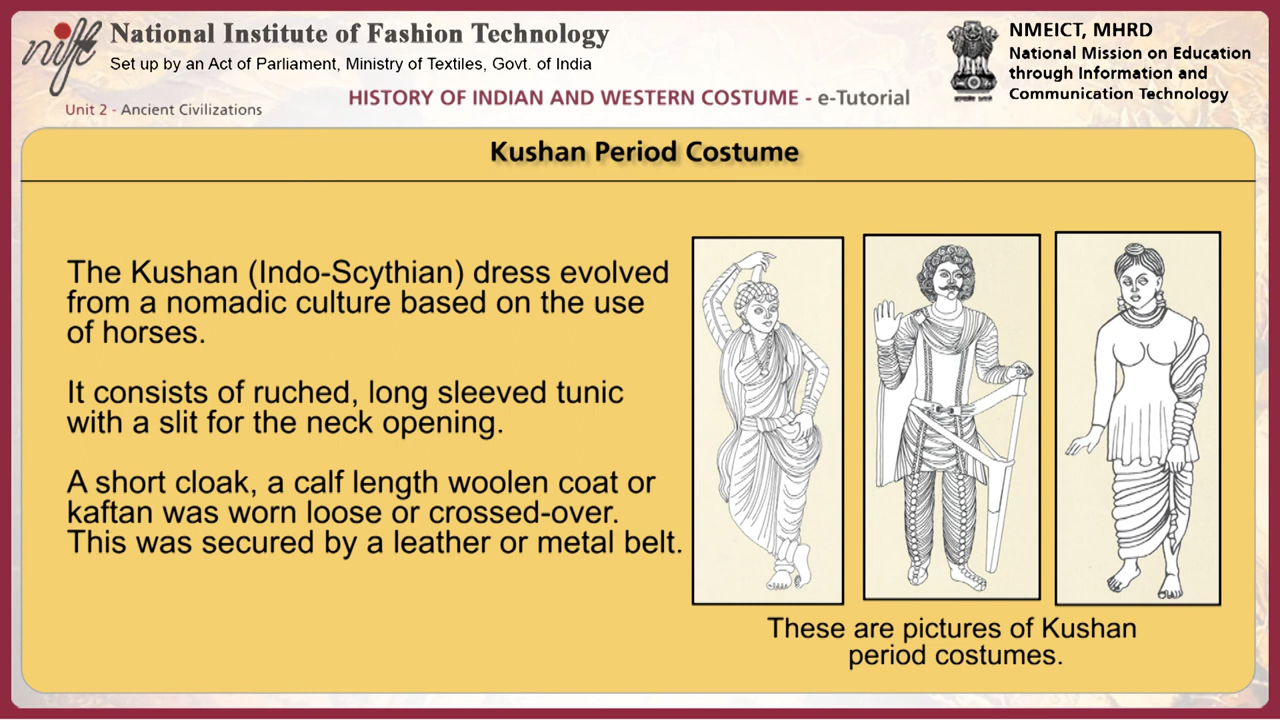 nift
National Institute of Fashion Technology
Set up by an Act of Parliament, Ministry of Textiles, Govt. of India
NMEICT, MHRD
National Mission on Education
through Information and
Communication Technology
Unit 2 - Ancient Civilizations
HISTORY OF INDIAN AND WESTERN COSTUME - e-Tutorial
Kushan Period Costume
The Kushan (Indo-Scythian) dress evolved
from a nomadic culture based on the use
of horses.
It consists of ruched, long sleeved tunic
with a slit for the neck opening.
A short cloak, a calf length woolen coat or
kaftan was worn loose or crossed-over.
This was secured by a leather or metal belt.
These are pictures of Kushan
period costumes.